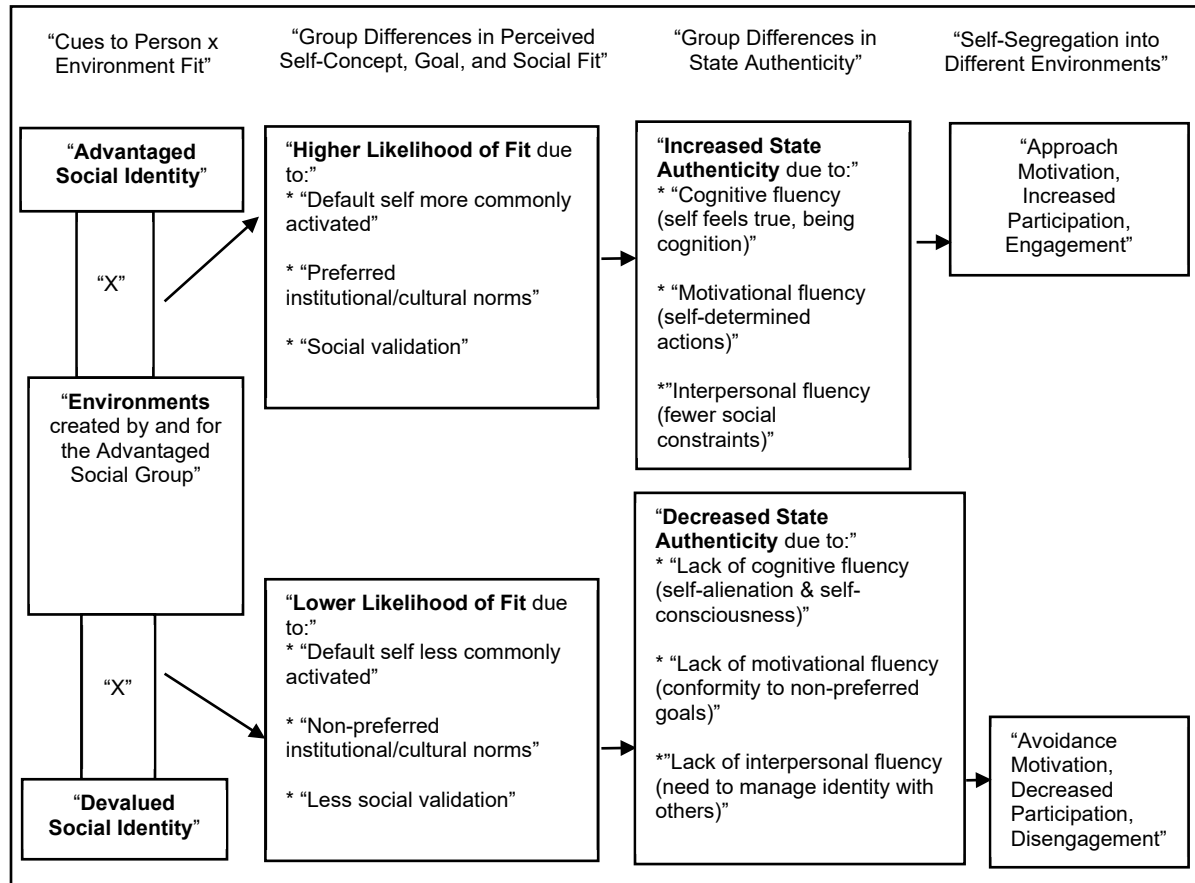 “Cues to Person x
Environment Fit”
“Group Differences in Perceived
Self-Concept, Goal, and Social Fit”
“Group Differences in
State Authenticity”
“Self-Segregation into
Different Environments”
“Advantaged
Social Identity”
“X”
“Environments
created by and for
the Advantaged
Social Group”
“X”
“Devalued
Social Identity”
“Higher Likelihood of Fit due
to:”
* “Default self more commonly
activated”
* “Preferred
institutional/cultural norms”
* “Social validation”
“Increased State
Authenticity due to:”
* “Cognitive fluency
(self feels true, being
cognition)”
* “Motivational fluency
(self-determined
actions)”
*”Interpersonal fluency
(fewer social
constraints)”
“Approach
Motivation,
Increased
Participation,
Engagement”
“Lower Likelihood of Fit due
to:”
* “Default self less commonly
activated”
* “Non-preferred
institutional/cultural norms”
* “Less social validation”
“Decreased State
Authenticity due to:”
* “Lack of cognitive fluency
(self-alienation & self-
consciousness)”
* “Lack of motivational fluency
(conformity to non-preferred
goals)”
*”Lack of interpersonal fluency
(need to manage identity with
others)”
“Avoidance
Motivation,
Decreased
Participation,
Disengagement”